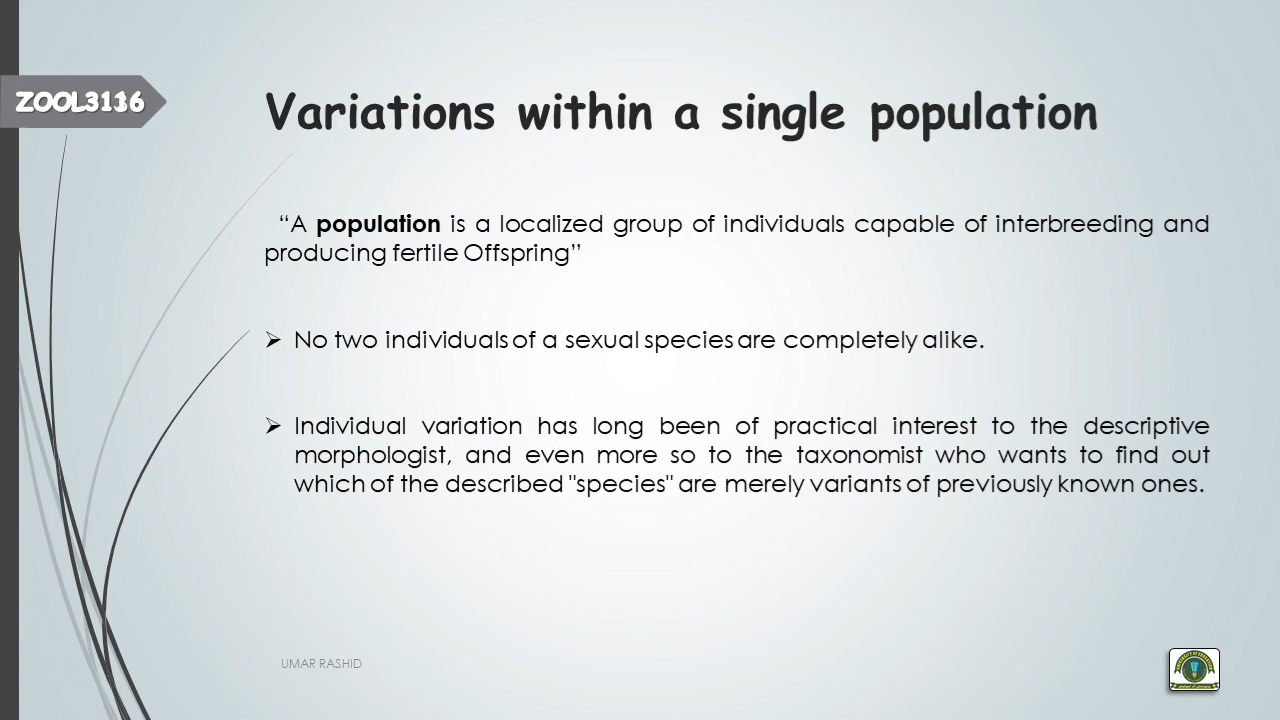 ZOOL3136
Variations within a single population
“A population is a localized group of individuals capable of interbreeding and
producing fertile Offspring”
No two individuals of a sexual species are completely alike.
Individual variation has long been of practical interest to the descriptive
morphologist, and even more so to the taxonomist who wants to find out
which of the described "species" are merely variants of previously known ones.
UMAR RASHID